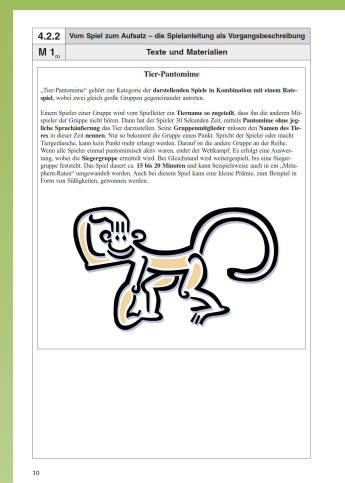 4.2.2 Vom Spiel zum Aufsatz – die Spielanleitung als Vorgangsbeschreibung
M 1 Texte und Materialien
Tier-Pantomime
„Tier-Pantomime“ gehört zur Kategorie der darstellenden Spiele in Kombination mit einem Rate-
spiel, wobei zwei gleich große Gruppen gegeneinander antreten.
Einem Spieler einer Gruppe wird vom Spielleiter ein Tiername so zugeteilt, dass ihn die anderen Mit-
spieler der Gruppe nicht hören. Dann hat der Spieler 30 Sekunden Zeit, mittels Pantomime ohne jeg-
liche Sprachäußerung das Tier darzustellen. Seine Gruppenmitglieder müssen den Namen des Tie-
res in dieser Zeit nennen. Nur so bekommt die Gruppe einen Punkt. Spricht der Spieler oder macht
Tiergeräusche, kann kein Punkt mehr erlangt werden. Darauf ist die andere Gruppe an der Reihe.
Wenn alle Spieler einmal pantomimisch aktiv waren, endet der Wettkampf. Es erfolgt eine Auswer-
tung, wobei die Siegergruppe ermittelt wird. Bei Gleichstand wird weitergespielt, bis eine Sieger-
gruppe feststeht. Das Spiel dauert ca. 15 bis 20 Minuten und kann beispielsweise auch in ein „Meta-
phern-Raten“ umgewandelt werden. Auch bei diesem Spiel kann eine kleine Prämie, zum Beispiel in
Form von Süßigkeiten, gewonnen werden.
10